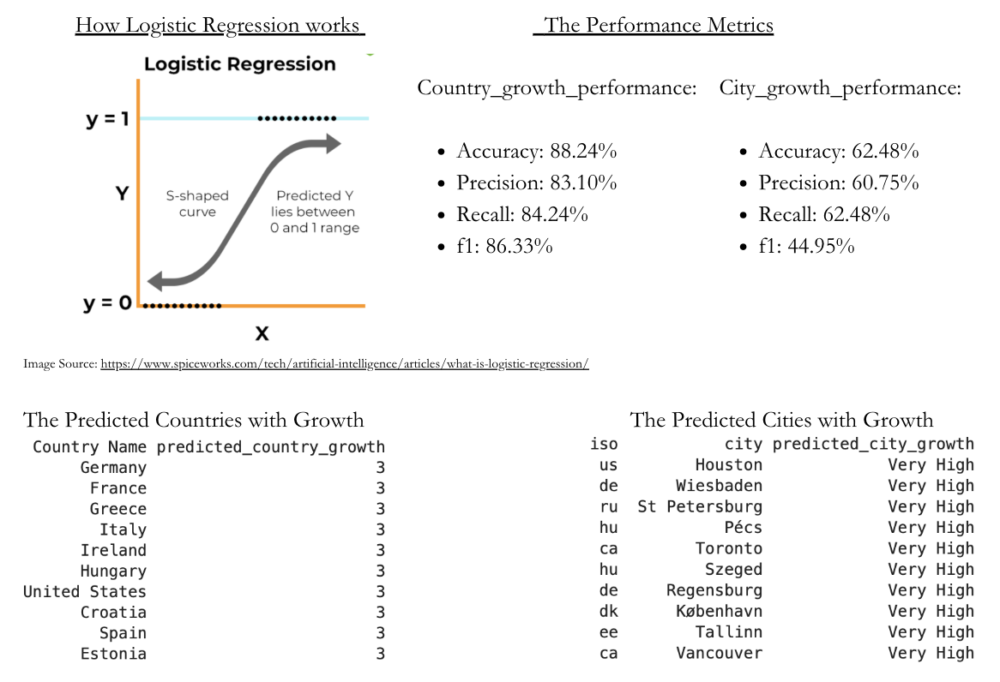 How Logistic Regression works
The Performance Metrics
Logistic Regression
y = 1
Y
S-shaped
curve
Predicted Y
lies between
0 and 1 range
y = 0
X
Country_growth_performance:
• Accuracy: 88.24%
• Precision: 83.10%
• Recall: 84.24%
• f1: 86.33%
City_growth_performance:
• Accuracy: 62.48%
• Precision: 60.75%
• Recall: 62.48%
• f1: 44.95%
Image Source: https://www.spiceworks.com/tech/artificial-intelligence/articles/what-is-logistic-regression/
The Predicted Countries with Growth
Country Name predicted_country_growth
Germany 3
France 3
Greece 3
Italy 3
Ireland 3
Hungary 3
United States 3
Croatia 3
Spain 3
Estonia 3
The Predicted Cities with Growth
iso city predicted_city_growth
us Houston Very High
de Wiesbaden Very High
ru St Petersburg Very High
hu Pécs Very High
ca Toronto Very High
hu Szeged Very High
de Regensburg Very High
dk København Very High
ee Tallinn Very High
ca Vancouver Very High